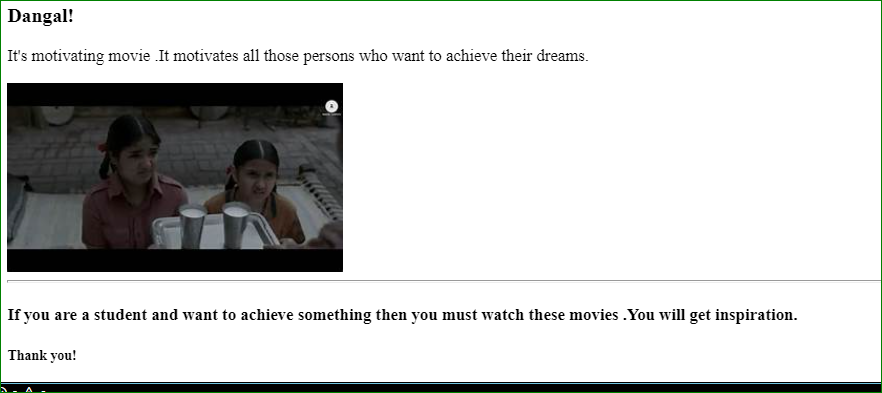 Dangal!
It's motivating movie .It motivates all those persons who want to achieve their dreams.
If you are a student and want to achieve something then you must watch these movies .You will get inspiration.
Thank you!